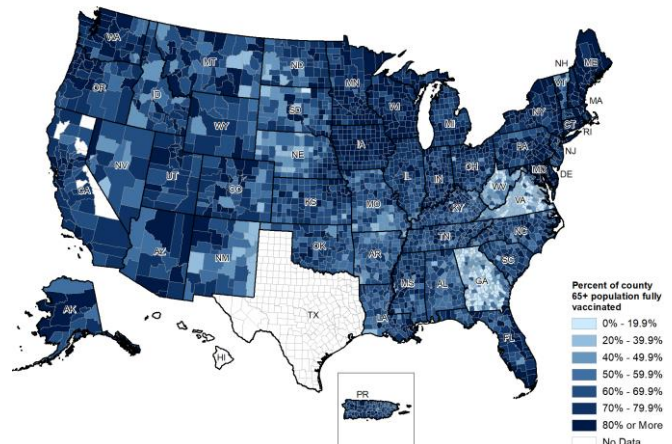 WA
MT
ND
MN
OR
ID
SD
WI
WY
MI
NH
ME
VT
NY
MA
CT
RI
NE
IA
PA
NJ
NV
UT
CO
IL
IN
OH
MD
DE
CA
KS
MO
WV
VA
KY
AZ
NM
OK
AR
TN
NC
SC
MS
AL
GA
TX
LA
FL
AK
HI
PR
Percent of county
65+ population fully
vaccinated
0% - 19.9%
20% - 39.9%
40% - 49.9%
50% - 59.9%
60% - 69.9%
70% - 79.9%
80% or More
No Data